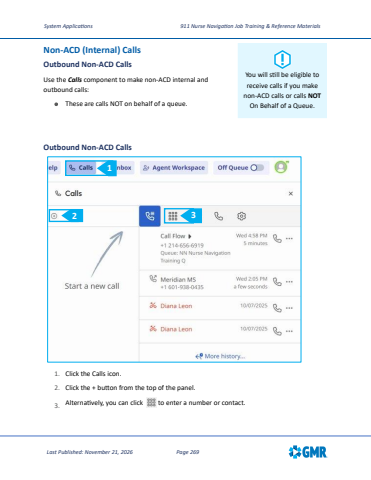 System Applications
911 Nurse Navigation Job Training & Reference Materials
Non-ACD (Internal) Calls
Outbound Non-ACD Calls
Use the Calls component to make non-ACD internal and
outbound calls:
● These are calls NOT on behalf of a queue.
You will still be eligible to
receive calls if you make
non-ACD calls or calls NOT
On Behalf of a Queue.
Outbound Non-ACD Calls
elp
Calls
1
nbox
Agent Workspace
Off Queue
Calls
×
2
3
Start a new call
Call Flow
Wed 4:58 PM
+1 214-656-6919
5 minutes
Queue: NN Nurse Navigation
Training Q
Meridian MS
Wed 2:05 PM
+1 601-938-0435
a few seconds
Diana Leon
10/07/2025
Diana Leon
10/07/2025
More history...
1. Click the Calls icon.
2. Click the + button from the top of the panel.
3. Alternatively, you can click to enter a number or contact.
Last Published: November 21, 2026
Page 269
GMR